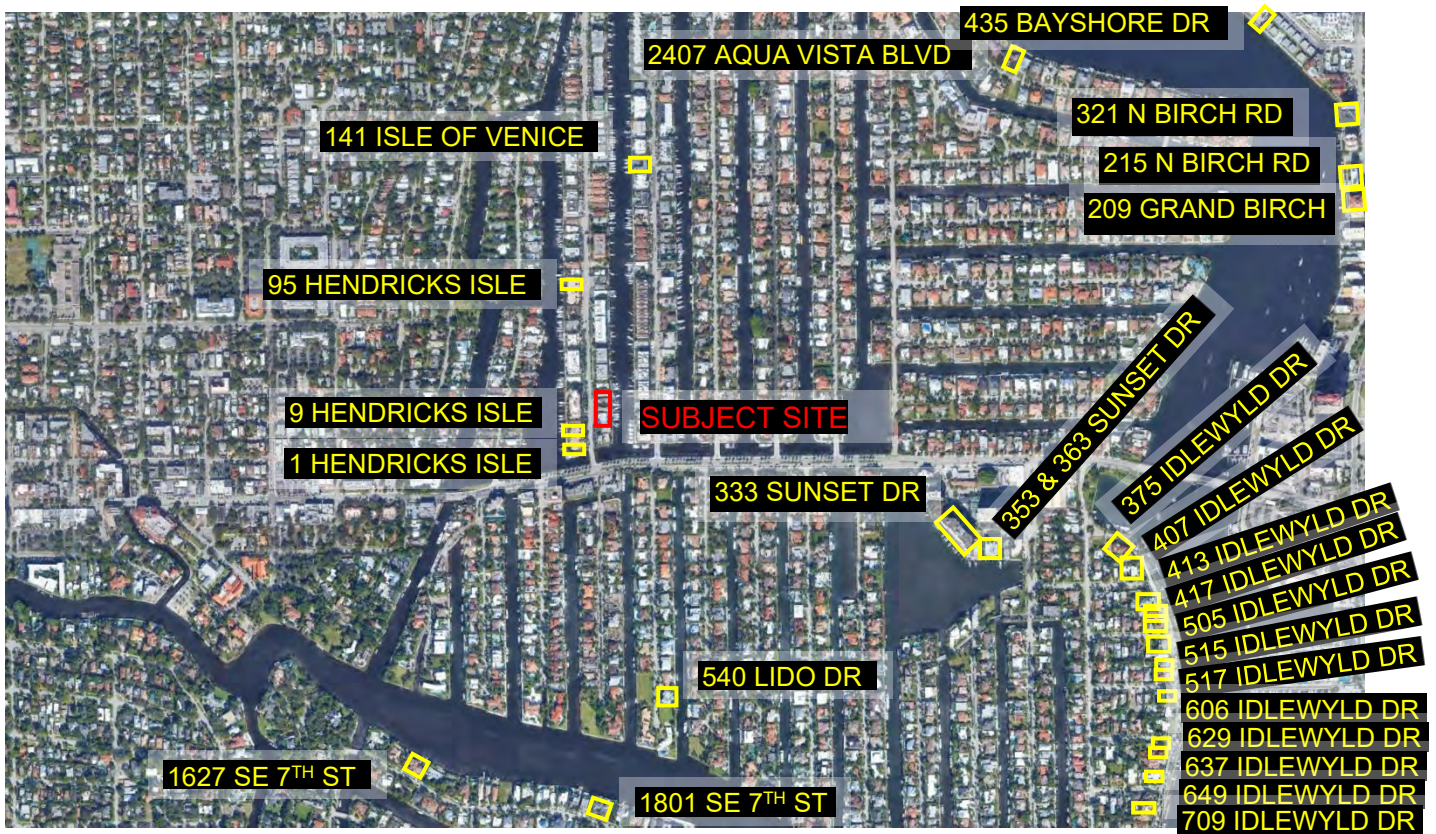 435 BAYSHORE DR
2407 AQUA VISTA BLVD
321 N BIRCH RD
141 ISLE OF VENICE
215 N BIRCH RD
209 GRAND BIRCH
95 HENDRICKS ISLE
353 & 363 SUNSET DR
375 IDLEWYLD DR
9 HENDRICKS ISLE
SUBJECT SITE
407 IDLEWYLD DR
1 HENDRICKS ISLE
333 SUNSET DR
413 IDLEWYLD DR
417 IDLEWYLD DR
505 IDLEWYLD DR
515 IDLEWYLD DR
517 IDLEWYLD DR
540 LIDO DR
606 IDLEWYLD DR
629 IDLEWYLD DR
637 IDLEWYLD DR
1627 SE 7TH ST
649 IDLEWYLD DR
1801 SE 7TH ST
709 IDLEWYLD DR